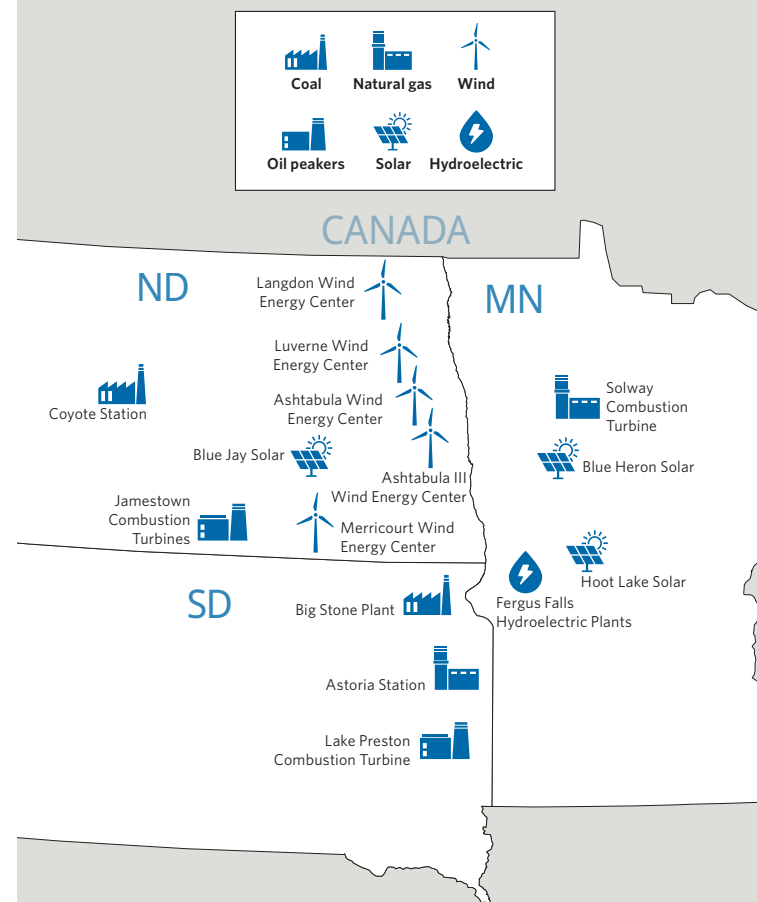 Coal
Natural gas
Wind
Oil peakers
Solar
Hydroelectric
CANADA
ND
Langdon Wind
Energy Center
MN
Luverne Wind
Energy Center
Ashtabula Wind
Energy Center
Coyote Station
Solway
Combustion
Turbine
Blue Jay Solar
Blue Heron Solar
Ashtabula III
Wind Energy Center
Jamestown
Combustion
Turbines
Merricourt Wind
Energy Center
Hoot Lake Solar
SD
Big Stone Plant
Fergus Falls
Hydroelectric Plants
Astoria Station
Lake Preston
Combustion Turbine